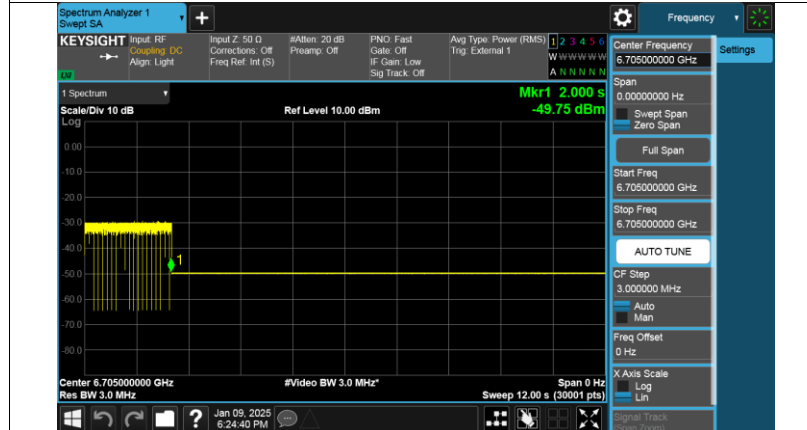 Spectrum Analyzer 1
Swept SA
+
Frequency
KEYSIGHT
Input: RF
Coupling: DC
Align: Light
Input Z: 50 Ω
Corrections: Off
Freq Ref: Int (S)
#Atten: 20 dB
Preamp: Off
PNO: Fast
Gate: Off
IF Gain: Low
Sig Track: Off
Avg Type: Power (RMS)
Trig: External 1
1 2 3 4 5 6
W W W W W W
A N N N N N
LU
1 Spectrum
Scale/Div 10 dB
Ref Level 10.00 dBm
Mkr1 2.000 s
-49.75 dBm
Log
0.00
-10.0
-20.0
-30.0
-40.0
-50.0
-60.0
-70.0
-80.0
1
Center 6.705000000 GHz
Res BW 3.0 MHz
#Video BW 3.0 MHz*
Span 0 Hz
Sweep 12.00 s (30001 pts)
?
Jan 09, 2025
6:24:40 PM
Center Frequency
6.705000000 GHz
Span
0.00000000 Hz
Swept Span
Zero Span
Full Span
Start Freq
6.705000000 GHz
Stop Freq
6.705000000 GHz
AUTO TUNE
CF Step
3.000000 MHz
Auto
Man
Freq Offset
0 Hz
X Axis Scale
Log
Lin
Signal Track
(Span Zoom)
Settings